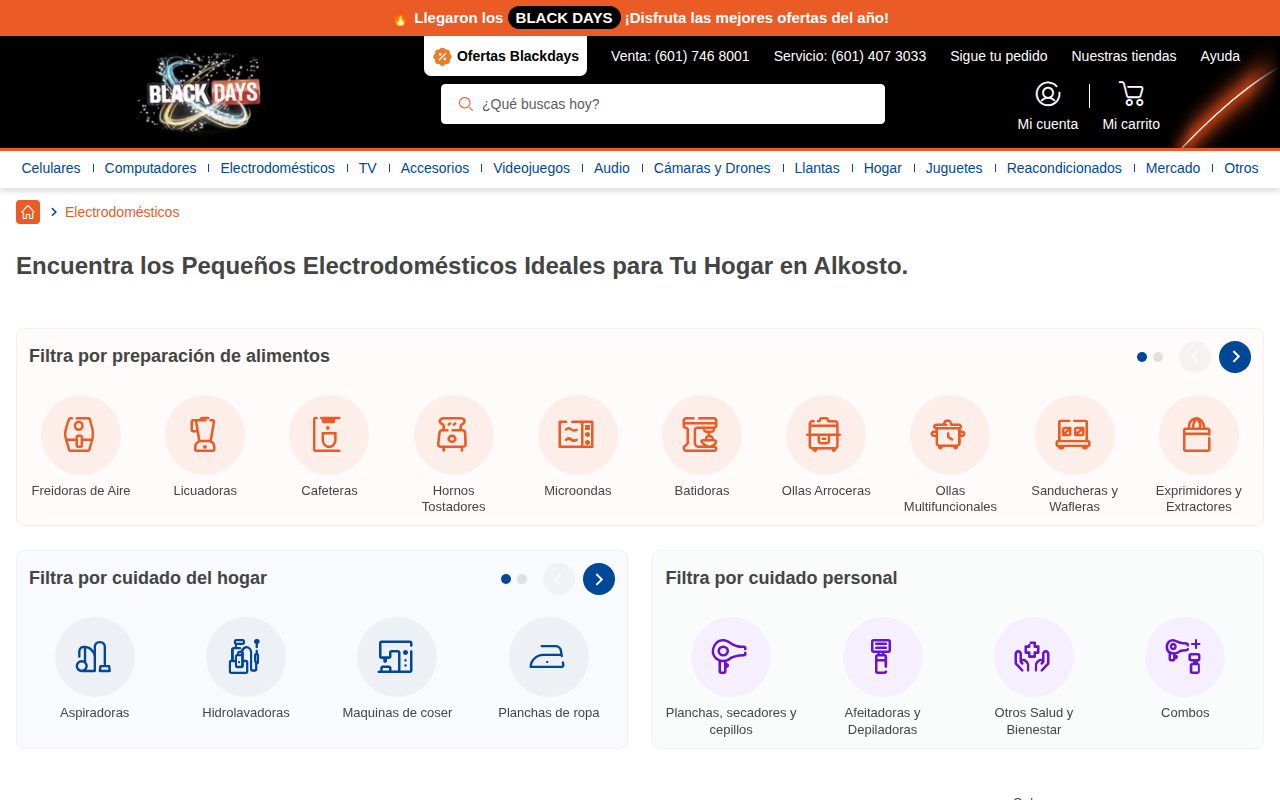 🔥 Llegaron los BLACK DAYS ¡Disfruta las mejores ofertas del año!
BLACK DAYS
Ofertas Blackdays
Venta: (601) 746 8001
Servicio: (601) 407 3033
Sigue tu pedido
Nuestras tiendas
Ayuda
¿Qué buscas hoy?
Mi cuenta
Mi carrito
Celulares
Computadores
Electrodomésticos
TV
Accesorios
Videojuegos
Audio
Cámaras y Drones
Llantas
Hogar
Juguetes
Reacondicionados
Mercado
Otros
Electrodomésticos
Encuentra los Pequeños Electrodomésticos Ideales para Tu Hogar en Alkosto.
Filtra por preparación de alimentos
Freidoras de Aire
Licuadoras
Cafeteras
Hornos
Tostadores
Microondas
Batidoras
Ollas Arroceras
Ollas
Multifuncionales
Sanducheras y
Wafleras
Exprimidores y
Extractores
Filtra por cuidado del hogar
Aspiradoras
Hidrolavadoras
Maquinas de coser
Planchas de ropa
Filtra por cuidado personal
Planchas, secadores y
cepillos
Afeitadoras y
Depiladoras
Otros Salud y
Bienestar
Combos